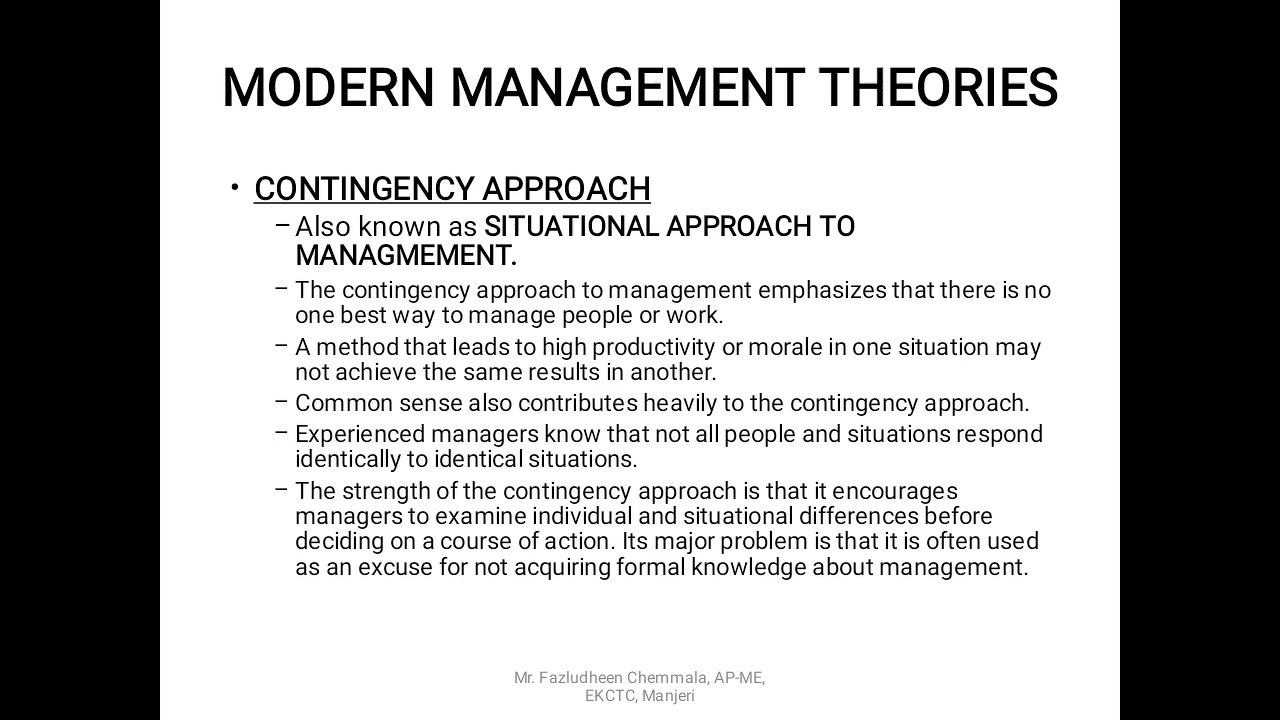 MODERN MANAGEMENT THEORIES
• CONTINGENCY APPROACH
– Also known as SITUATIONAL APPROACH TO
MANAGMEMENT.
– The contingency approach to management emphasizes that there is no
one best way to manage people or work.
– A method that leads to high productivity or morale in one situation may
not achieve the same results in another.
– Common sense also contributes heavily to the contingency approach.
– Experienced managers know that not all people and situations respond
identically to identical situations.
– The strength of the contingency approach is that it encourages
managers to examine individual and situational differences before
deciding on a course of action. Its major problem is that it is often used
as an excuse for not acquiring formal knowledge about management.
Mr. Fazludheen Chemmala, AP-ME,
EKCTC, Manjeri